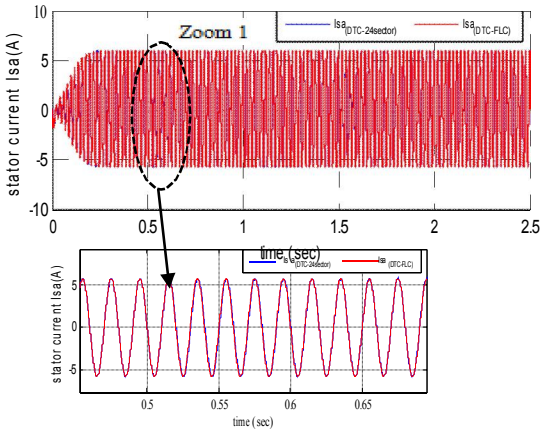 Isa(DTC-24sector) Isa(DTC-FLC)
Zoom 1
stator current Isa(A)
10
5
0
-5
-10
0 0.5 1 1.5 2 2.5
time (sec)
Isa(DTC-24sector) Isa(DTC-FLC)
stator current Isa(A)
5
0
-5
0.5 0.55 0.6 0.65
time (sec)